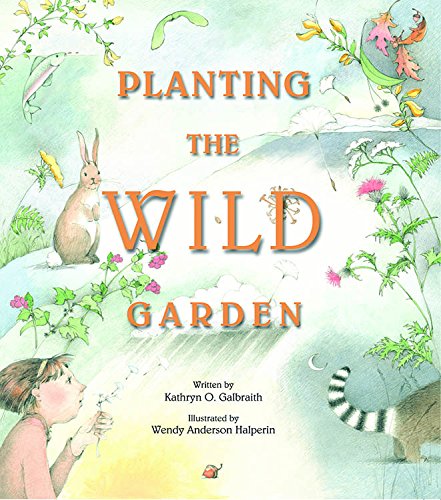 PLANTING
THE
WILD
GARDEN
Written by
Kathryn O. Galbraith
Illustrated by
Wendy Anderson Halperin